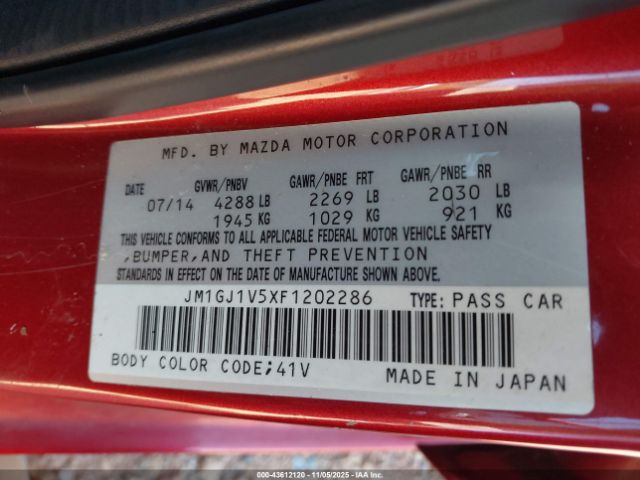 MFD. BY MAZDA MOTOR CORPORATION
DATE GVWR/PNBV GAWR/PNBE FRT GAWR/PNBE RR
07/14 4288 LB 2269 LB 2030 LB
1945 KG 1029 KG 921 KG
THIS VEHICLE CONFORMS TO ALL APPLICABLE FEDERAL MOTOR VEHICLE SAFETY
,BUMPER,AND THEFT PREVENTION
STANDARDS IN EFFECT ON THE DATE OF MANUFACTURE SHOWN ABOVE.
JM1GJ1V5XF1202286 TYPE: PASS CAR
BODY COLOR CODE;41V MADE IN JAPAN
000-43612120 - 11/05/2025 - IAAI.com